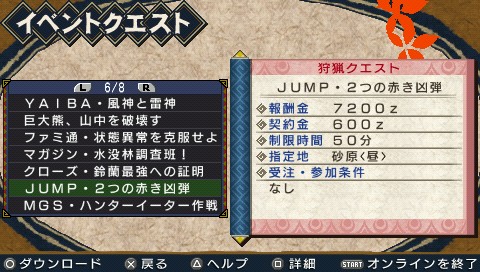 イベントクエスト
L 6/8 R
YAIBA・風神と雷神
巨大熊、山中を破壊す
ファミ通・状態異常を克服せよ
マガジン・水没林調査班！
クローズ・鈴蘭最強への証明
JUMP・2つの赤き凶弾
MGS・ハンターイーター作戦
狩猟クエスト
JUMP・2つの赤き凶弾
報酬金 7200z
契約金 600z
制限時間 50分
指定地 砂原<昼>
受注・参加条件
なし
○ダウンロード ×戻る △ヘルプ □詳細 START オンラインを終了